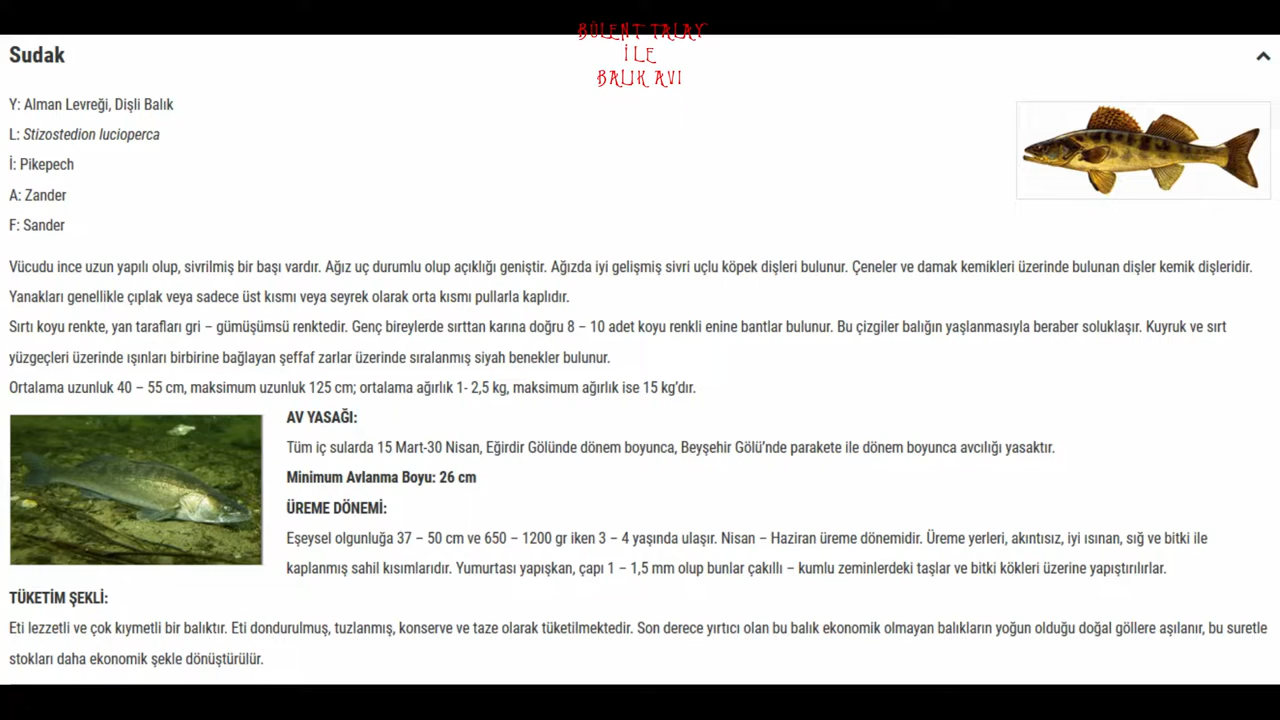 BÜLENT TALAY
İLE
BALIK AVI
Sudak
Y: Alman Levreği, Dişli Balık
L: Stizostedion lucioperca
İ: Pikepech
A: Zander
F: Sander
Vücudu ince uzun yapılı olup, sivrilmiş bir başı vardır. Ağız uç durumlu olup açıklığı geniştir. Ağızda iyi gelişmiş sivri uçlu köpek dişleri bulunur. Çeneler ve damak kemikleri üzerinde bulunan dişler kemik dişleridir.
Yanakları genellikle çıplak veya sadece üst kısmı veya seyrek olarak orta kısmı pullarla kaplıdır.
Sırtı koyu renkte, yan tarafları gri – gümüşümsü renktedir. Genç bireylerde sırttan karına doğru 8 – 10 adet koyu renkli enine bantlar bulunur. Bu çizgiler balığın yaşlanmasıyla beraber soluklaşır. Kuyruk ve sırt
yüzgeçleri üzerinde ışınları birbirine bağlayan şeffaf zarlar üzerinde sıralanmış siyah benekler bulunur.
Ortalama uzunluk 40 – 55 cm, maksimum uzunluk 125 cm; ortalama ağırlık 1- 2,5 kg, maksimum ağırlık ise 15 kg’dır.
AV YASAĞI:
Tüm iç sularda 15 Mart-30 Nisan, Eğirdir Gölünde dönem boyunca, Beyşehir Gölü’nde parakete ile dönem boyunca avcılığı yasaktır.
Minimum Avlanma Boyu: 26 cm
ÜREME DÖNEMİ:
Eşeysel olgunluğa 37 – 50 cm ve 650 – 1200 gr iken 3 – 4 yaşında ulaşır. Nisan – Haziran üreme dönemidir. Üreme yerleri, akıntısız, iyi ısınan, sığ ve bitki ile
kaplanmış sahil kısımlarıdır. Yumurtası yapışkan, çapı 1 – 1,5 mm olup bunlar çakıllı – kumlu zeminlerdeki taşlar ve bitki kökleri üzerine yapıştırılırlar.
TÜKETİM ŞEKLİ:
Eti lezzetli ve çok kıymetli bir balıktır. Eti dondurulmuş, tuzlanmış, konserve ve taze olarak tüketilmektedir. Son derece yırtıcı olan bu balık ekonomik olmayan balıkların yoğun olduğu doğal göllere aşılanır, bu suretle
stokları daha ekonomik şekle dönüştürülür.